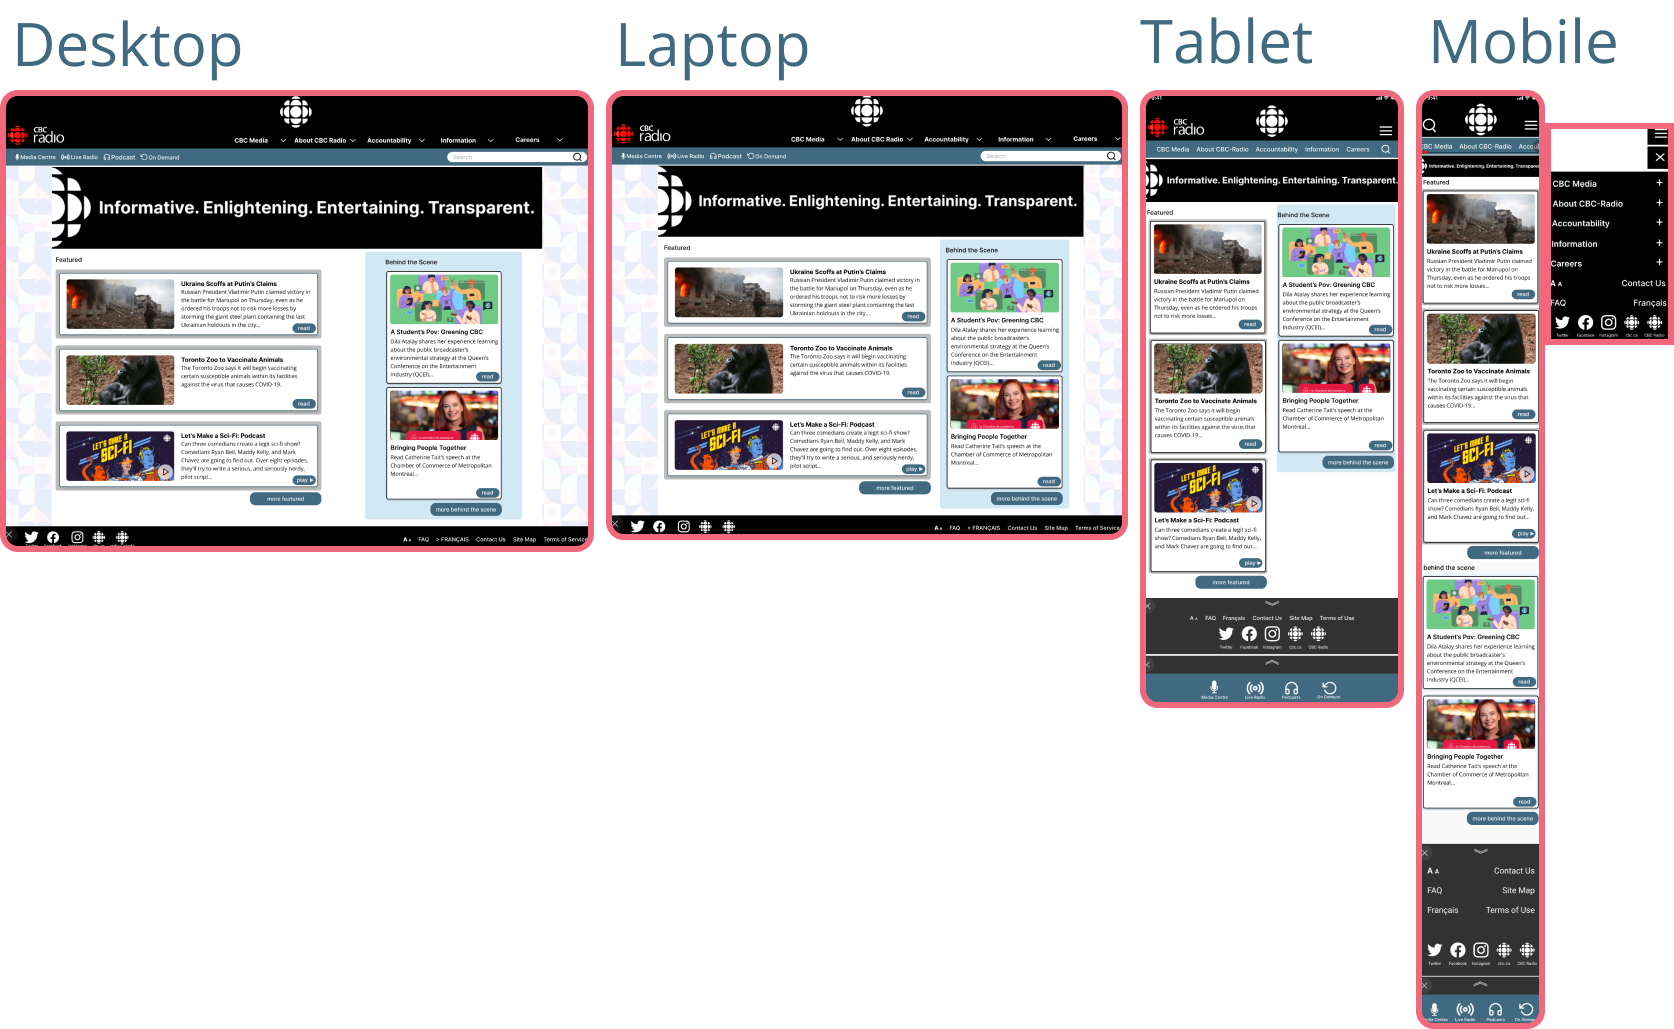 Desktop
CBC
radio
CBC Media
About CBC Radio
Accountability
Information
Careers
Media Centre
Live Radio
Podcast
On Demand
Search
Informative. Enlightening. Entertaining. Transparent.
Featured
Ukraine Scoffs at Putin's Claims
Russian President Vladimir Putin claimed victory in
the battle for Mariupol on Thursday, even as he
ordered his troops not to risk more losses by
storming the giant steel plant containing the last
Ukrainian holdouts in the city...
read
Toronto Zoo to Vaccinate Animals
The Toronto Zoo says it will begin vaccinating
certain susceptible animals within its facilities
against the virus that causes COVID-19.
read
LET'S MAKE A
SCI-FI
Let's Make a Sci-Fi: Podcast
Can three comedians create a legit sci-fi show?
Comedians Ryan Beil, Maddy Kelly, and Mark
Chavez are going to find out. Over eight episodes,
they'll try to write a serious, and seriously nerdy,
pilot script...
play
more featured
Behind the Scene
A Student's Pov: Greening CBC
Dila Atalay shares her experience learning
about the public broadcaster's
environmental strategy at the Queen's
Conference on the Entertainment
Industry (QCEI)...
read
Bringing People Together
Read Catherine Tait's speech at the
Chamber of Commerce of Metropolitan
Montreal...
read
more behind the scene
A A
FAQ
> FRANÇAIS
Contact Us
Site Map
Terms of Service
Laptop
CBC
radio
CBC Media
About CBC Radio
Accountability
Information
Careers
Media Centre
Live Radio
Podcast
On Demand
Search
Informative. Enlightening. Entertaining. Transparent.
Featured
Ukraine Scoffs at Putin's Claims
Russian President Vladimir Putin claimed victory in
the battle for Mariupol on Thursday, even as he
ordered his troops not to risk more losses by
storming the giant steel plant containing the last
Ukrainian holdouts in the city...
read
Toronto Zoo to Vaccinate Animals
The Toronto Zoo says it will begin vaccinating
certain susceptible animals within its facilities
against the virus that causes COVID-19.
read
LET'S MAKE A
SCI-FI
Let's Make a Sci-Fi: Podcast
Can three comedians create a legit sci-fi show?
Comedians Ryan Beil, Maddy Kelly, and Mark
Chavez are going to find out. Over eight episodes,
they'll try to write a serious, and seriously nerdy,
pilot script...
play
more featured
Behind the Scene
A Student's Pov: Greening CBC
Dila Atalay shares her experience learning
about the public broadcaster's
environmental strategy at the Queen's
Conference on the Entertainment
Industry (QCEI)...
read
Bringing People Together
Read Catherine Tait's speech at the
Chamber of Commerce of Metropolitan
Montreal...
read
more behind the scene
A A
FAQ
> FRANÇAIS
Contact Us
Site Map
Terms of Service
Tablet
CBC
radio
CBC Media
About CBC-Radio
Accountability
Information
Careers
Informative. Enlightening. Entertaining. Transparent.
Featured
Ukraine Scoffs at Putin's Claims
Russian President Vladimir Putin claimed
victory in the battle for Mariupol on
Thursday, even as he ordered his troops
not to risk more losses...
read
Toronto Zoo to Vaccinate Animals
The Toronto Zoo says it will begin
vaccinating certain susceptible animals
within its facilities against the virus that
causes COVID-19...
read
LET'S MAKE A
SCI-FI
Let's Make a Sci-Fi: Podcast
Can three comedians create a legit sci-fi
show? Comedians Ryan Beil, Maddy Kelly,
and Mark Chavez are going to find out...
play
more featured
Behind the Scene
A Student's Pov: Greening CBC
Dila Atalay shares her experience learning
about the public broadcaster's
environmental strategy at the Queen's
Conference on the Entertainment
Industry (QCEI)...
read
Bringing People Together
Read Catherine Tait's speech at the
Chamber of Commerce of Metropolitan
Montreal...
read
more behind the scene
A A
FAQ
Français
Contact Us
Site Map
Terms of Use
Twitter
Facebook
Instagram
cbc.ca
CBC Radio
Media Centre
Live Radio
Podcasts
On Demand
Mobile
CBC Media
About CBC-Radio
Informative. Enlightening. Entertaining.
Featured
Ukraine Scoffs at Putin's Claims
Russian President Vladimir Putin claimed
victory in the battle for Mariupol on
Thursday, even as he ordered his troops
not to risk more losses...
read
Toronto Zoo to Vaccinate Animals
The Toronto Zoo says it will begin
vaccinating certain susceptible animals
within its facilities against the virus that
causes COVID-19...
read
LET'S MAKE A
SCI-FI
Let's Make a Sci-Fi: Podcast
Can three comedians create a legit sci-fi
show? Comedians Ryan Beil, Maddy Kelly,
and Mark Chavez are going to find out...
play
more featured
behind the scene
A Student's Pov: Greening CBC
Dila Atalay shares her experience learning
about the public broadcaster's
environmental strategy at the Queen's
Conference on the Entertainment
Industry (QCEI)...
read
Bringing People Together
Read Catherine Tait's speech at the
Chamber of Commerce of Metropolitan
Montreal...
read
more behind the scene
A A
Contact Us
FAQ
Site Map
Français
Terms of Use
Twitter
Facebook
Instagram
cbc.ca
CBC Radio
Live Radio
Podcasts
CBC Media
About CBC-Radio
Accountability
Information
Careers
A A
Contact Us
FAQ
Français
Twitter
Facebook
Instagram
cbc.ca
CBC Radio